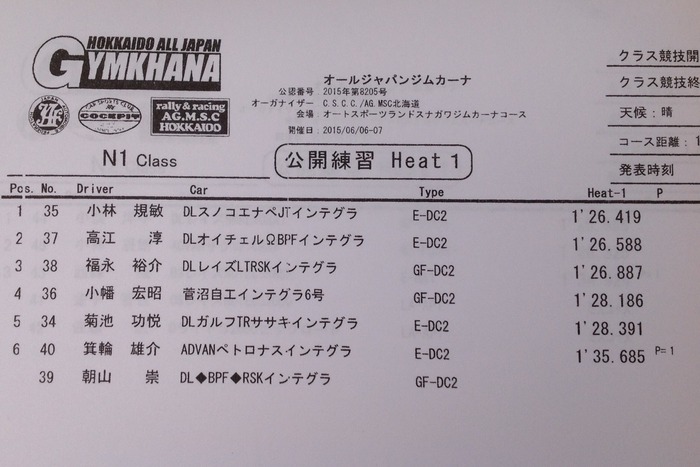 HOKKAIDO ALL JAPAN
GYMKHANA
JAF
CAR SPORTS CLUB
COCKPIT
rally & racing
AG.M.S.C
HOKKAIDO
オールジャパンジムカーナ
公認番号 2015年第8205号
オーガナイザー C.S.C.C./AG.MSC北海道
会場 オートスポーツランドスナガワジムカーナコース
開催日:2015/06/06-07
クラス競技開
クラス競技終
天候:晴
コース距離:1
発表時刻
N1 Class
公開練習 Heat 1
Pos. No. Driver Car Type Heat-1 P
1 35 小林 規敏 DLスノコエナペJTインテグラ E-DC2 1'26.419
2 37 高江 淳 DLオイチェルΩBPFインテグラ E-DC2 1'26.588
3 38 福永 裕介 DLレイズLTRSKインテグラ GF-DC2 1'26.887
4 36 小幡 宏昭 菅沼自工インテグラ6号 GF-DC2 1'28.186
5 34 菊池 功悦 DLガルフTRササキインテグラ E-DC2 1'28.391
6 40 箕輪 雄介 ADVANペトロナスインテグラ E-DC2 1'35.685 P=1
39 朝山 崇 DL◆BPF◆RSKインテグラ GF-DC2